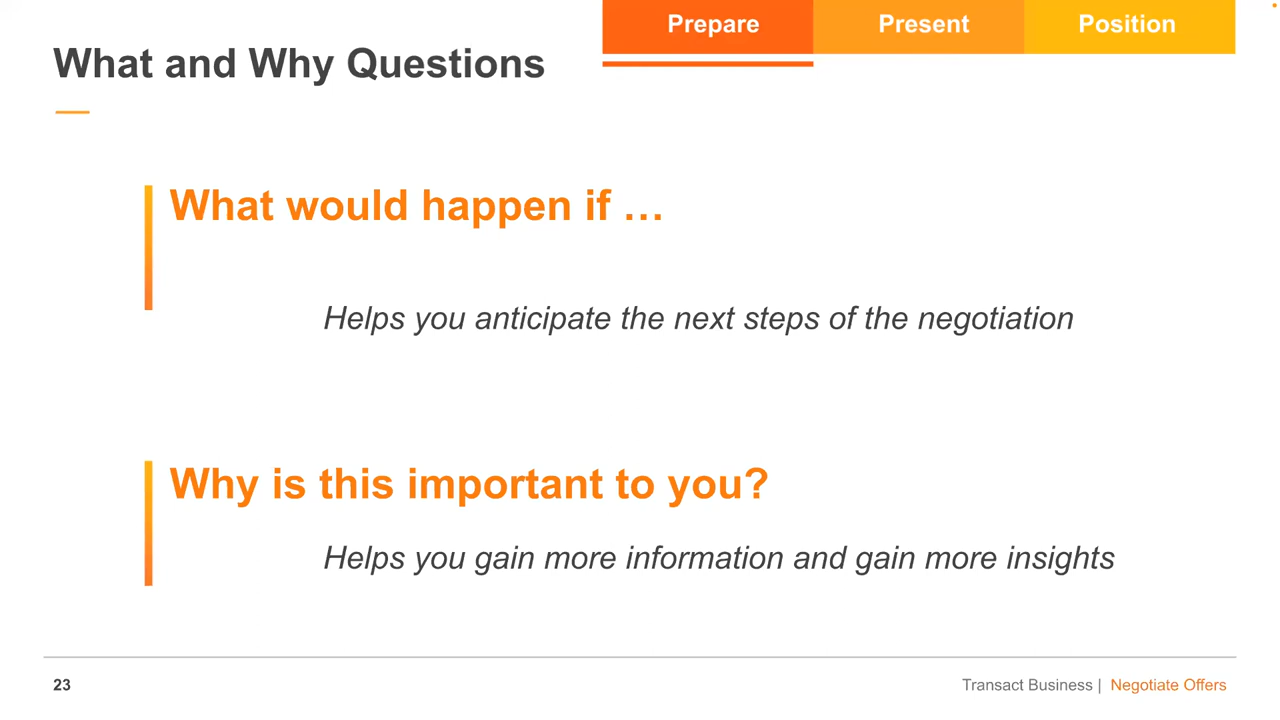 Prepare Present Position
What and Why Questions
What would happen if …
Helps you anticipate the next steps of the negotiation
Why is this important to you?
Helps you gain more information and gain more insights
23 Transact Business | Negotiate Offers